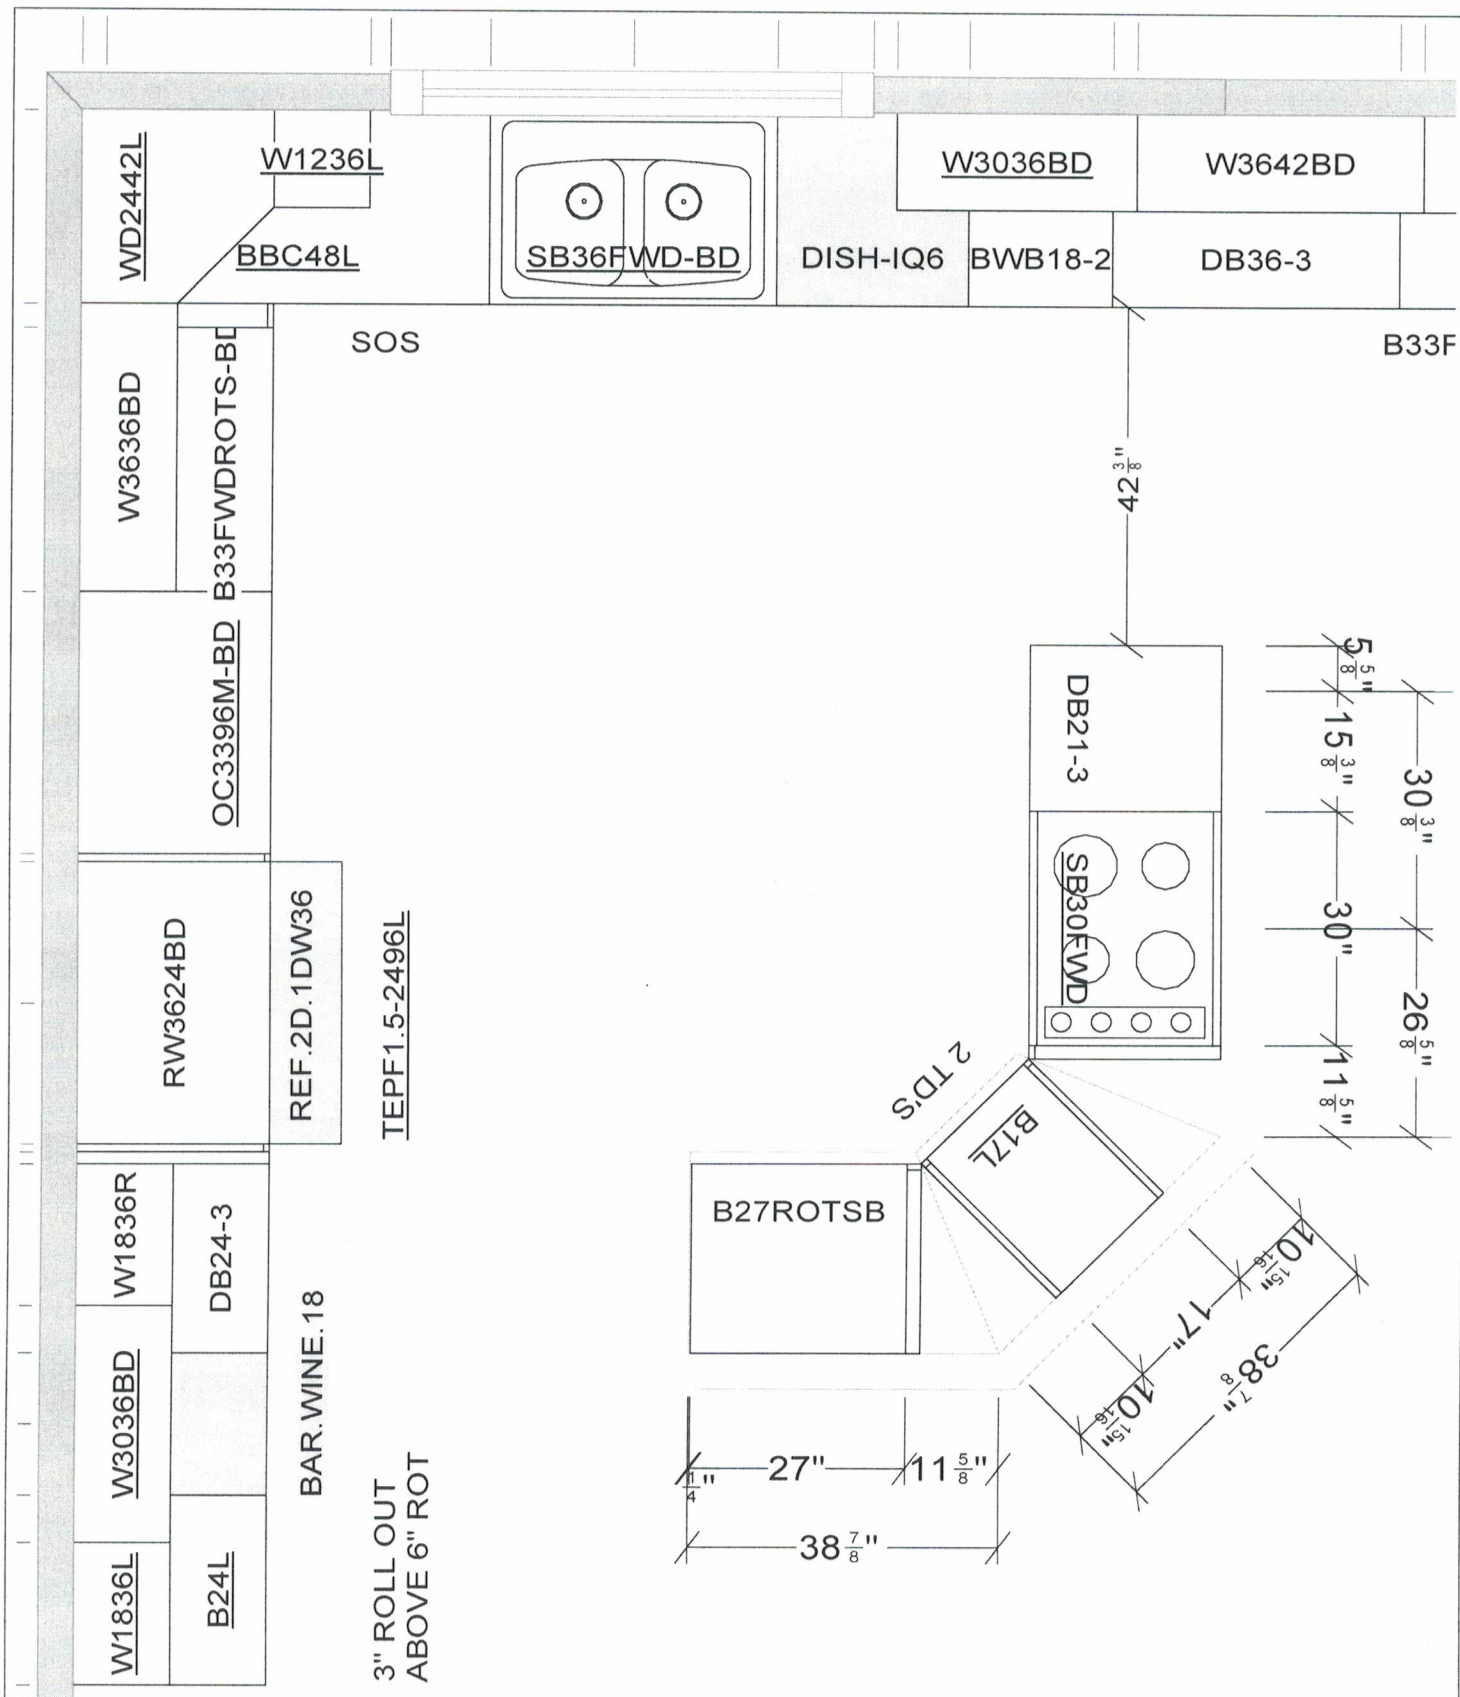 WD2442L
W1236L
BBC48L
SB36FWD-BD
DISH-IQ6
W3036BD
W3642BD
BWB18-2
DB36-3
SOS
B33F
W3636BD
B33FWDROTS-BD
OC3396M-BD
42 3/8"
DB21-3
SB30FWD
5 5/8"
15 3/8"
30"
11 5/8"
30 3/8"
26 5/8"
RW3624BD
REF.2D.1DW36
TEPF1.5-2496L
2 TD'S
B17L
B27ROTSB
10 15/16"
17"
10 15/16"
38 7/8"
W1836R
DB24-3
W3036BD
BAR.WINE.18
W1836L
B24L
3" ROLL OUT
ABOVE 6" ROT
1/4"
27"
11 5/8"
38 7/8"